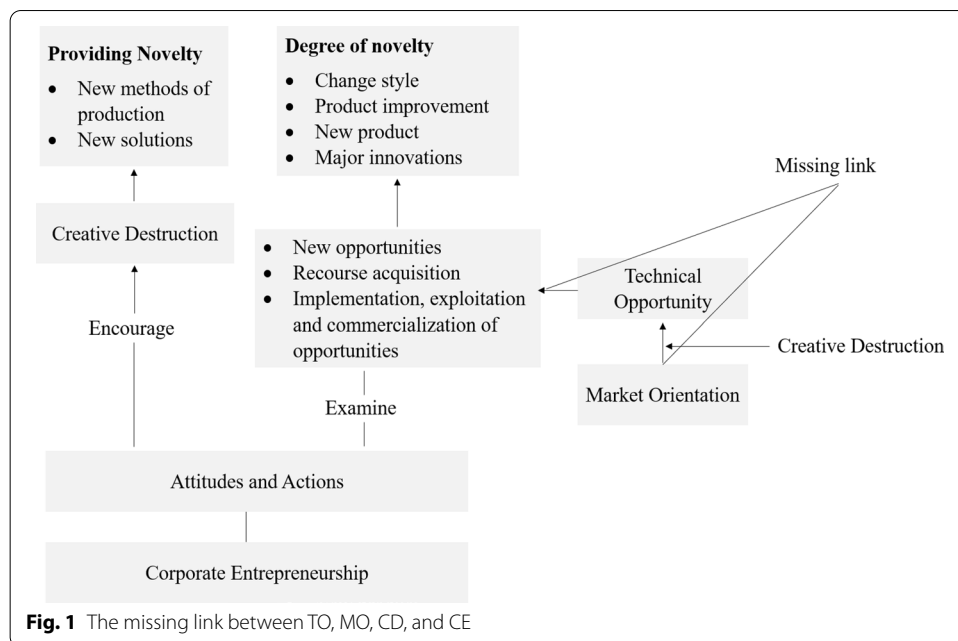 Providing Novelty
• New methods of
production
• New solutions
Degree of novelty
• Change style
• Product improvement
• New product
• Major innovations
Missing link
Creative Destruction
• New opportunities
• Recourse acquisition
• Implementation, exploitation
and commercialization of
opportunities
Technical
Opportunity
Encourage
Creative Destruction
Market Orientation
Examine
Attitudes and Actions
Corporate Entrepreneurship
Fig. 1 The missing link between TO, MO, CD, and CE